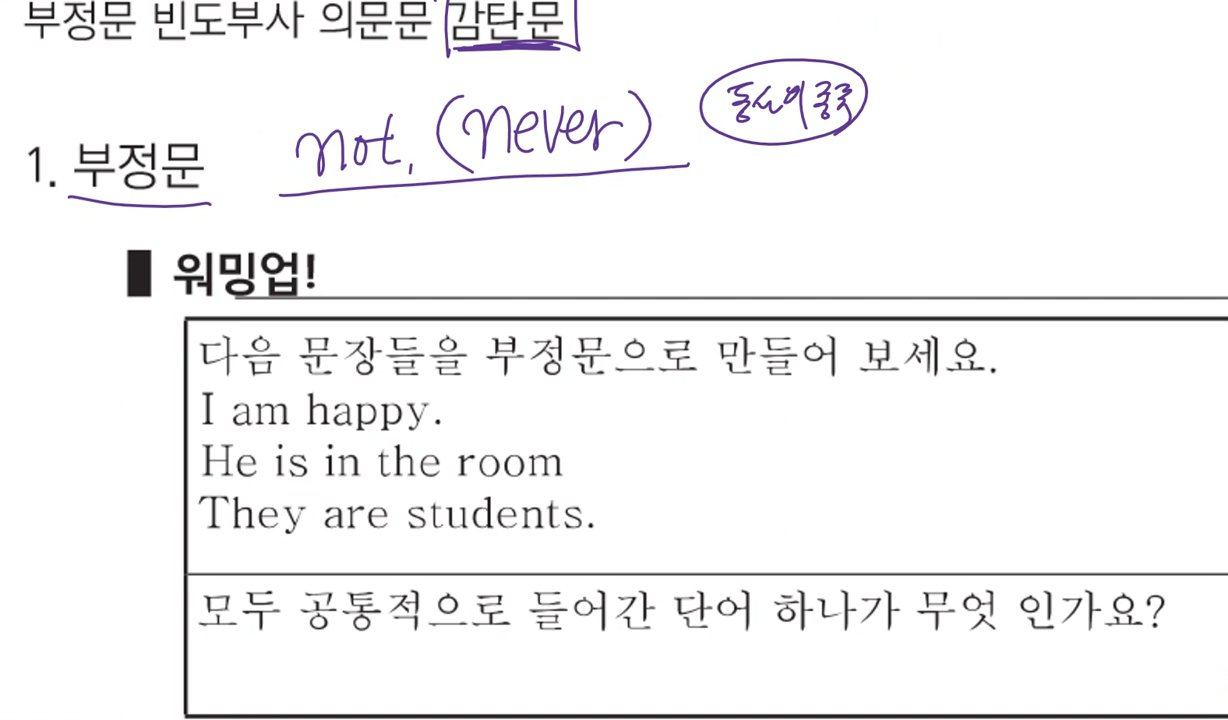 부정문 빈도부사 의문문 감탄문
not, (never)
동사의 종류
1. 부정문
워밍업!
다음 문장들을 부정문으로 만들어 보세요.
I am happy.
He is in the room
They are students.
모두 공통적으로 들어간 단어 하나가 무엇 인가요?